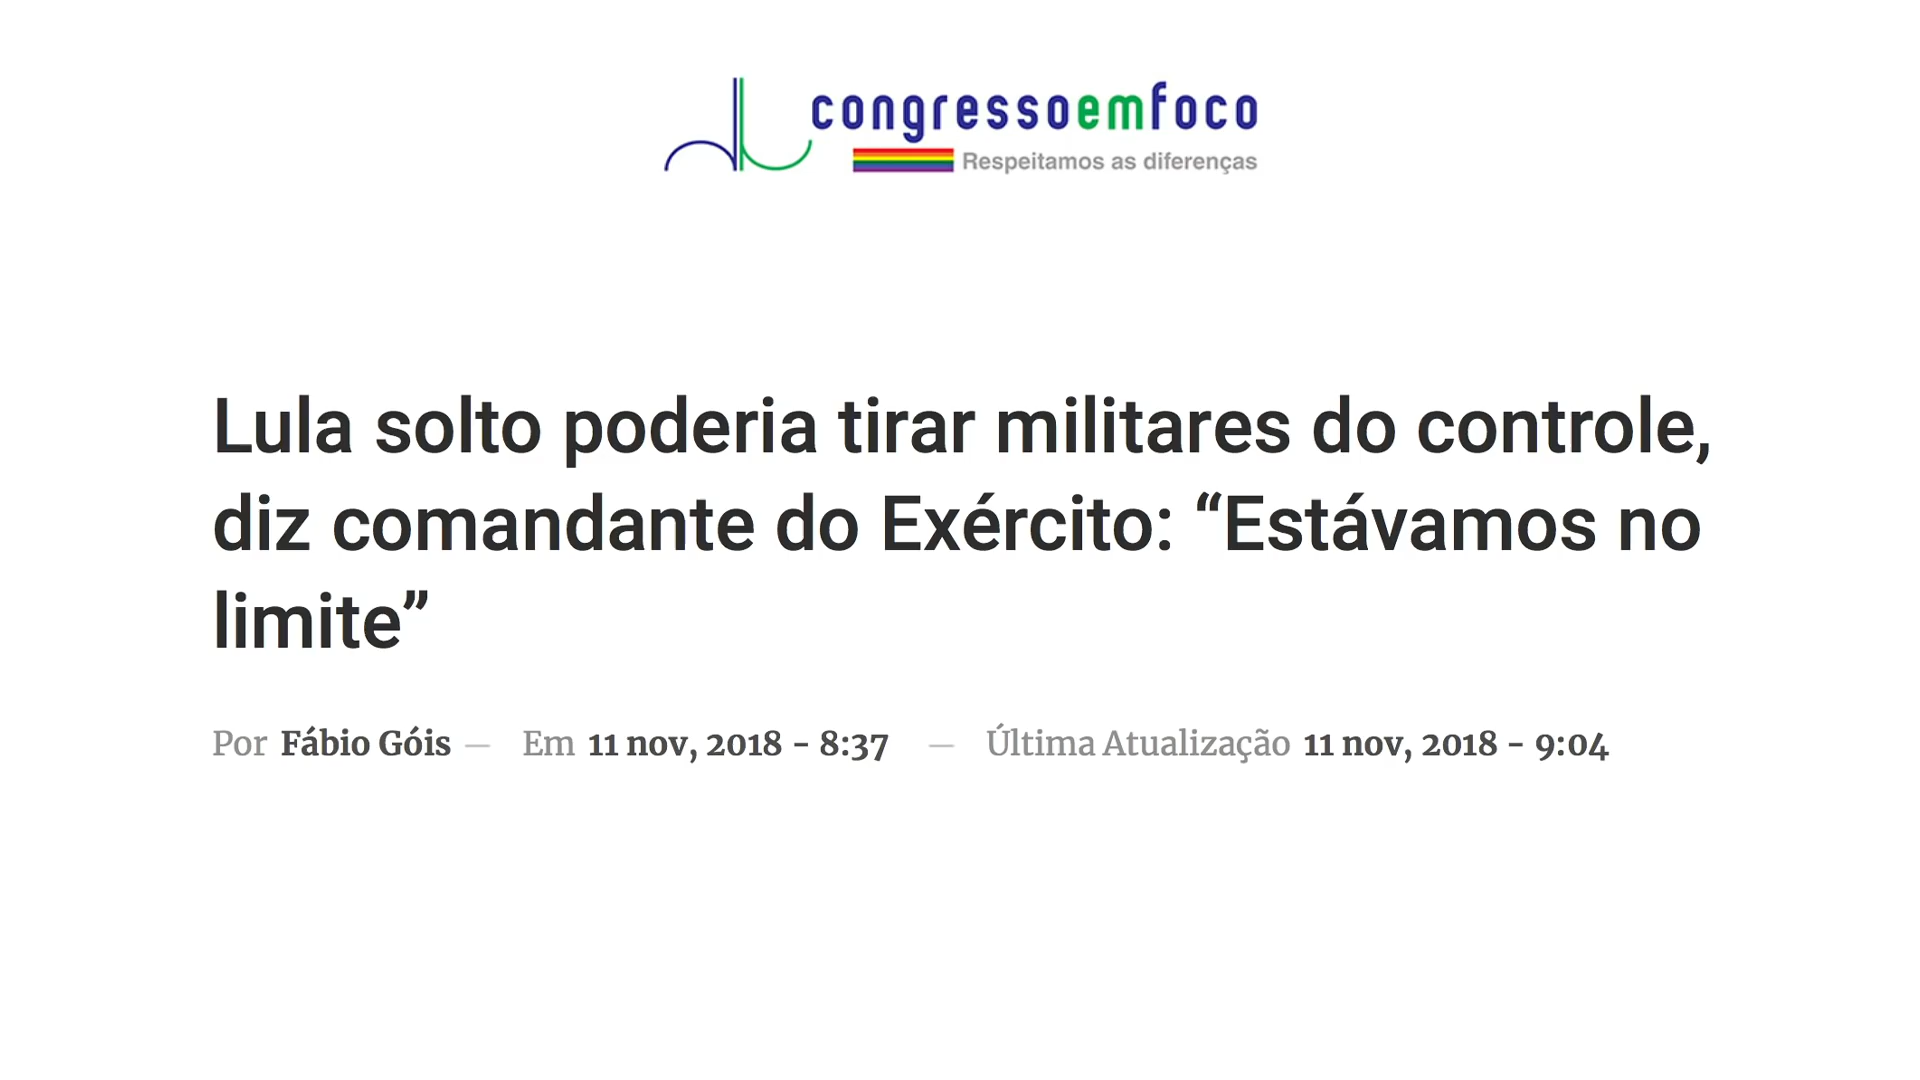 congressoemfoco
Respeitamos as diferenças
Lula solto poderia tirar militares do controle,
diz comandante do Exército: “Estávamos no
limite”
Por Fábio Góis — Em 11 nov, 2018 - 8:37 — Última Atualização 11 nov, 2018 - 9:04